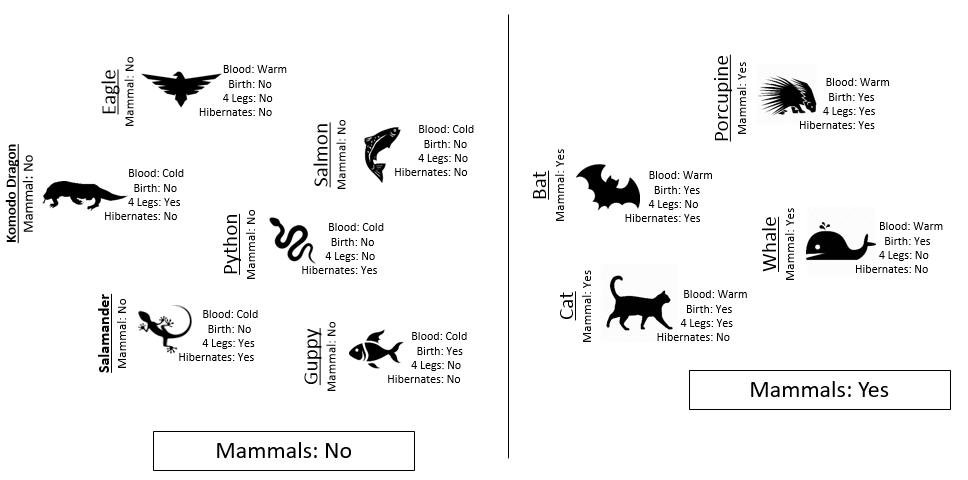 Eagle
Mammal: No
Blood: Warm
Birth: No
4 Legs: No
Hibernates: No
Salmon
Mammal: No
Blood: Cold
Birth: No
4 Legs: No
Hibernates: No
Komodo Dragon
Mammal: No
Blood: Cold
Birth: No
4 Legs: Yes
Hibernates: No
Python
Mammal: No
Blood: Cold
Birth: No
4 Legs: No
Hibernates: Yes
Salamander
Mammal: No
Blood: Cold
Birth: No
4 Legs: Yes
Hibernates: Yes
Guppy
Mammal: No
Blood: Cold
Birth: Yes
4 Legs: No
Hibernates: No
Mammals: No
Porcupine
Mammal: Yes
Blood: Warm
Birth: Yes
4 Legs: Yes
Hibernates: Yes
Bat
Mammal: Yes
Blood: Warm
Birth: Yes
4 Legs: No
Hibernates: Yes
Whale
Mammal: Yes
Blood: Warm
Birth: Yes
4 Legs: No
Hibernates: No
Cat
Mammal: Yes
Blood: Warm
Birth: Yes
4 Legs: Yes
Hibernates: No
Mammals: Yes